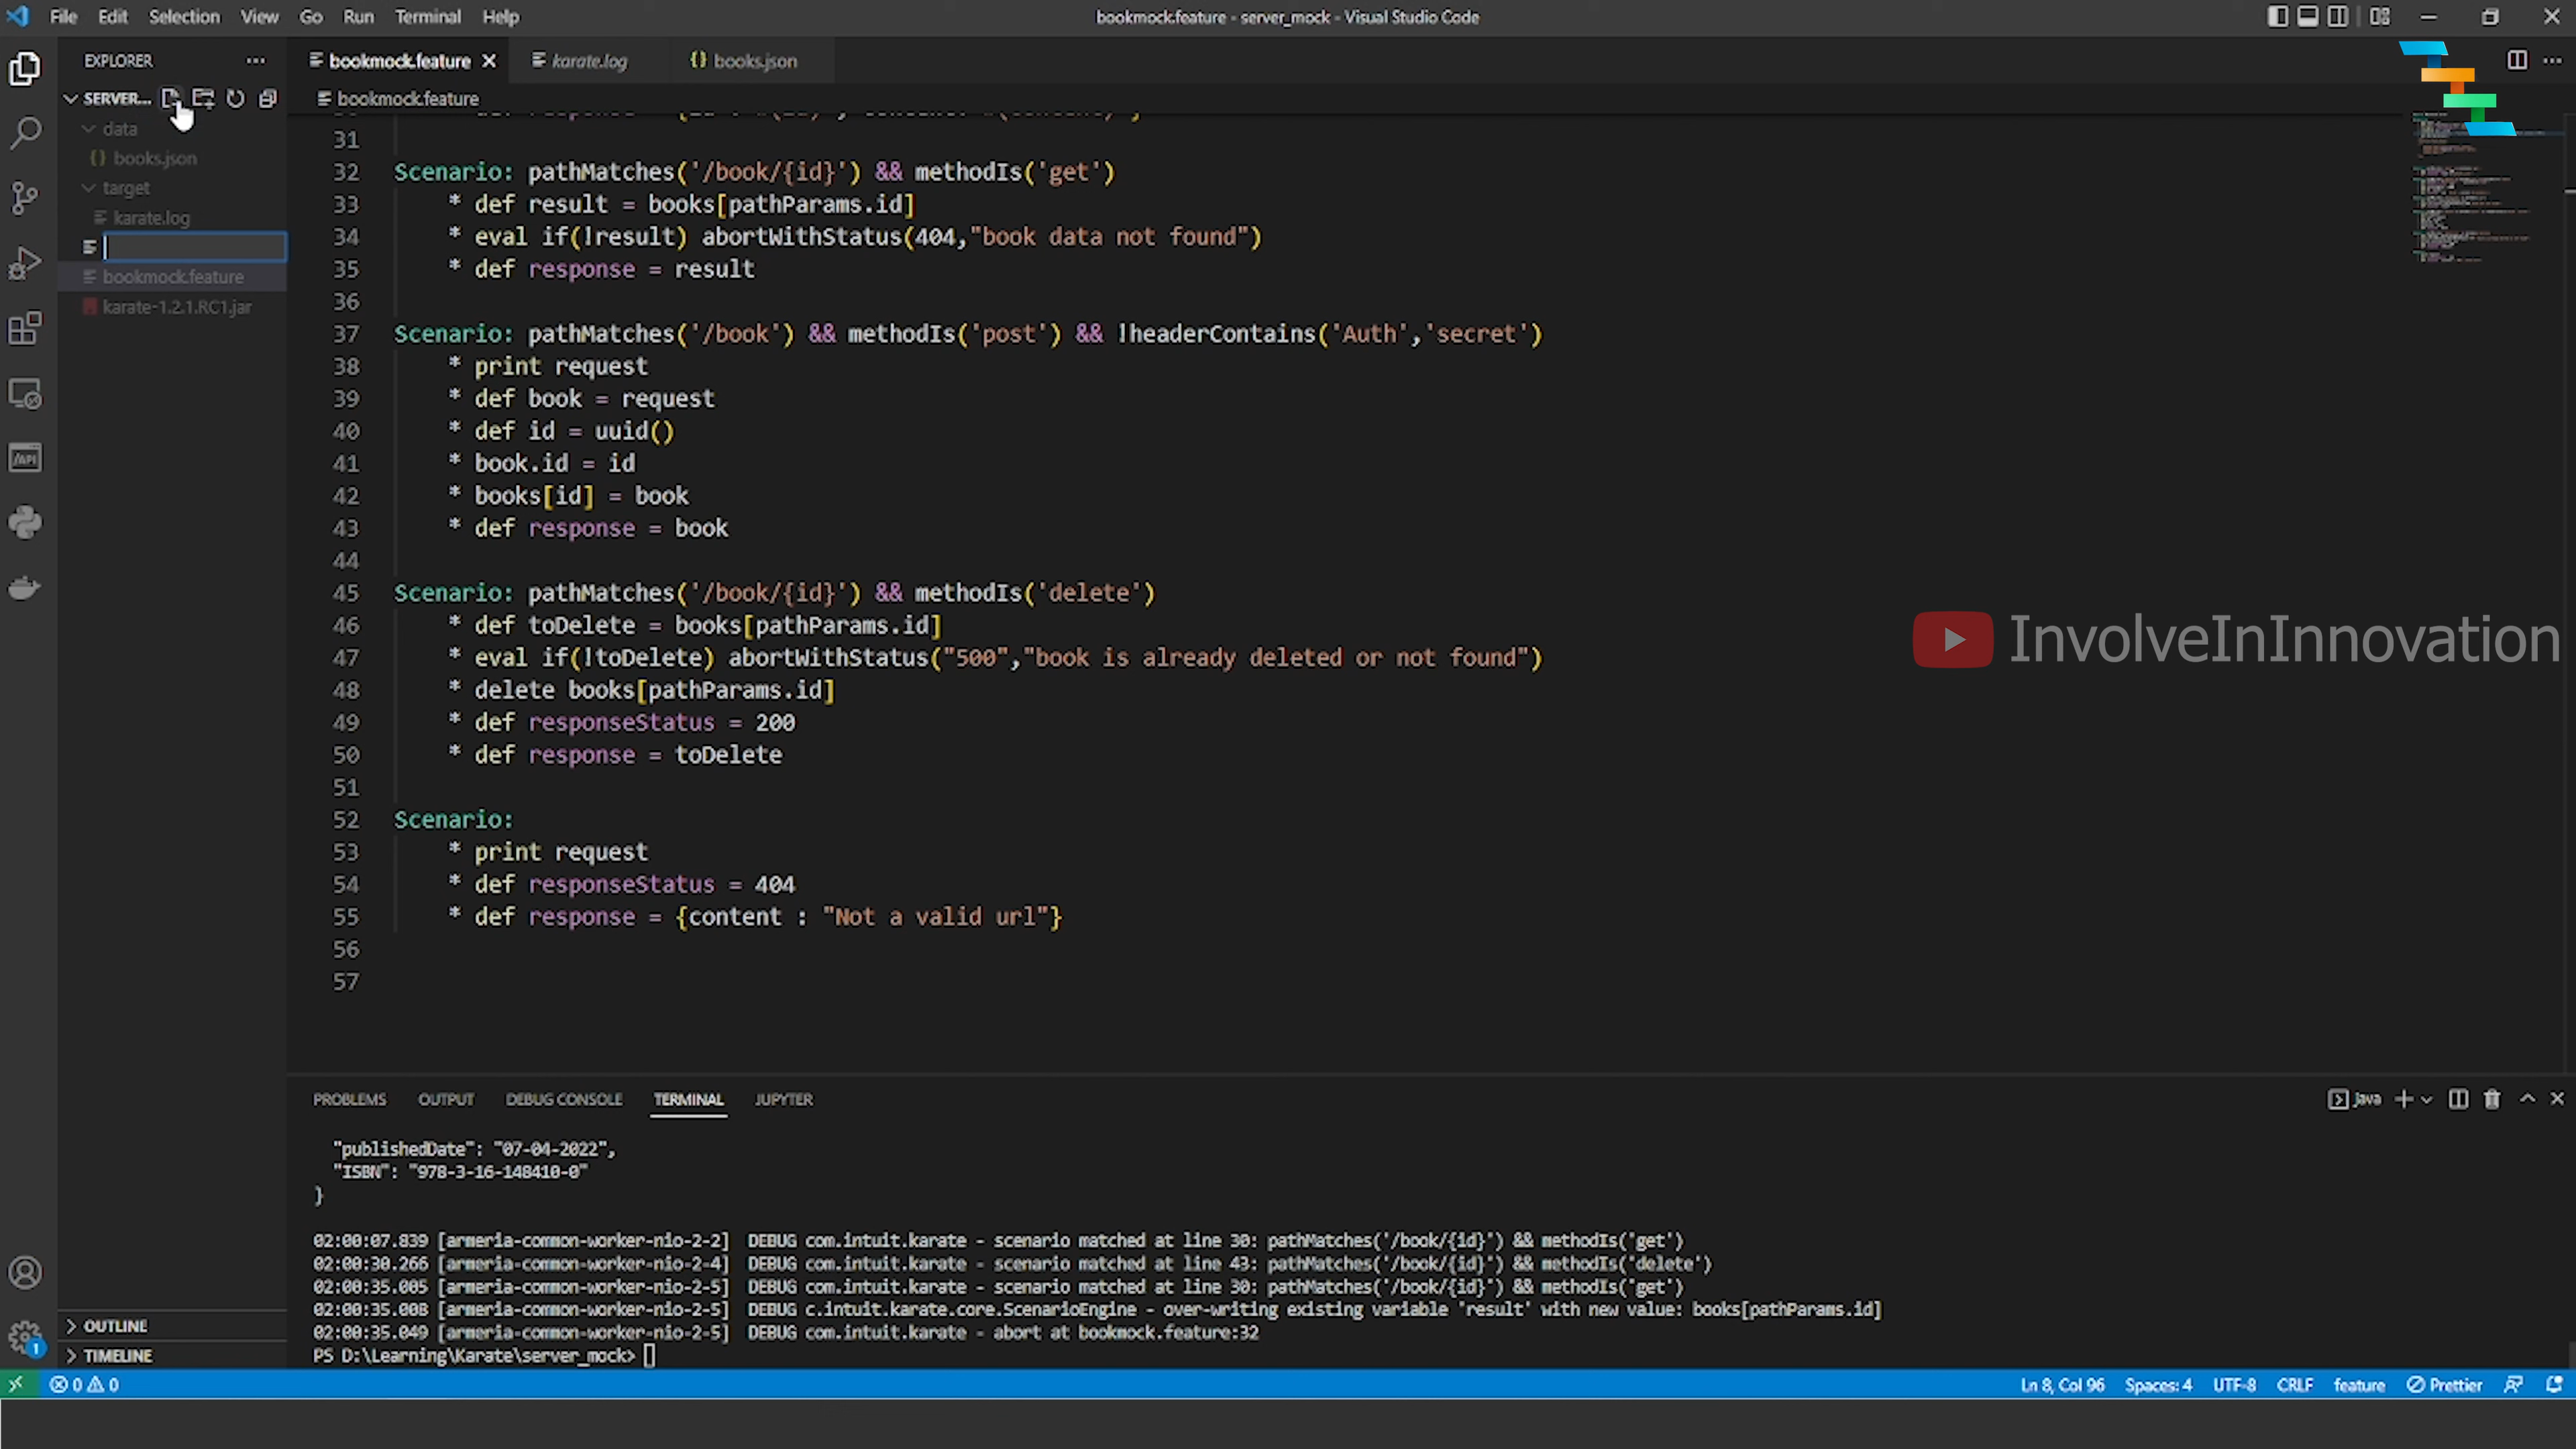 File Edit Selection View Go Run Terminal Help
bookmock.feature - server_mock - Visual Studio Code
EXPLORER
bookmock.feature
karate.log
{} books.json
SERVER...
bookmock.feature
data
{} books.json
target
karate.log
bookmock.feature
karate-1.2.1.RC1.jar
31
32 Scenario: pathMatches('/book/{id}') && methodIs('get')
33 * def result = books[pathParams.id]
34 * eval if(!result) abortWithStatus(404,"book data not found")
35 * def response = result
36
37 Scenario: pathMatches('/book') && methodIs('post') && !headerContains('Auth','secret')
38 * print request
39 * def book = request
40 * def id = uuid()
41 * book.id = id
42 * books[id] = book
43 * def response = book
44
45 Scenario: pathMatches('/book/{id}') && methodIs('delete')
46 * def toDelete = books[pathParams.id]
47 * eval if(!toDelete) abortWithStatus("500","book is already deleted or not found")
48 * delete books[pathParams.id]
49 * def responseStatus = 200
50 * def response = toDelete
51
52 Scenario:
53 * print request
54 * def responseStatus = 404
55 * def response = {content : "Not a valid url"}
56
57
InvolveInInnovation
PROBLEMS OUTPUT DEBUG CONSOLE TERMINAL JUPYTER
java
"publishedDate": "07-04-2022",
"ISBN": "978-3-16-148410-0"
}
02:00:07.839 [armeria-common-worker-nio-2-2] DEBUG com.intuit.karate - scenario matched at line 30: pathMatches('/book/{id}') && methodIs('get')
02:00:30.266 [armeria-common-worker-nio-2-4] DEBUG com.intuit.karate - scenario matched at line 43: pathMatches('/book/{id}') && methodIs('delete')
02:00:35.005 [armeria-common-worker-nio-2-5] DEBUG com.intuit.karate - scenario matched at line 30: pathMatches('/book/{id}') && methodIs('get')
02:00:35.008 [armeria-common-worker-nio-2-5] DEBUG c.intuit.karate.core.ScenarioEngine - over-writing existing variable 'result' with new value: books[pathParams.id]
02:00:35.049 [armeria-common-worker-nio-2-5] DEBUG com.intuit.karate - abort at bookmock.feature:32
PS D:\Learning\Karate\server_mock>
OUTLINE
TIMELINE
API
1
0 0
Ln 8, Col 96 Spaces: 4 UTF-8 CRLF feature Prettier